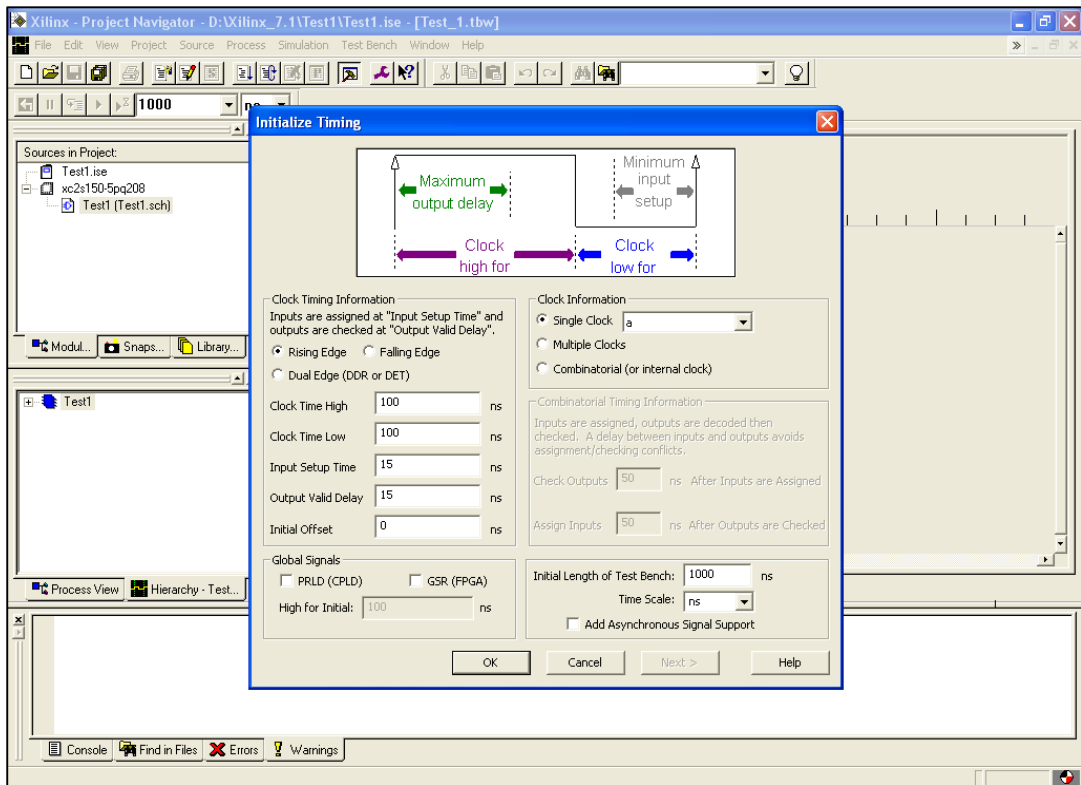 Xilinx - Project Navigator - D:\Xilinx_7.1\Test1\Test1.ise - [Test_1.tbw]
File Edit View Project Source Process Simulation Test Bench Window Help
1000
Sources in Project:
Test1.ise
xc2s150-5pq208
Test1 (Test1.sch)
Modul... Snaps... Library...
Test1
Process View Hierarchy - Test...
Console Find in Files Errors Warnings
Initialize Timing
Maximum
output delay
Minimum
input
setup
Clock
high for
Clock
low for
Clock Timing Information
Inputs are assigned at "Input Setup Time" and
outputs are checked at "Output Valid Delay".
Rising Edge Falling Edge
Dual Edge (DDR or DET)
Clock Time High 100 ns
Clock Time Low 100 ns
Input Setup Time 15 ns
Output Valid Delay 15 ns
Initial Offset 0 ns
Global Signals
PRLD (CPLD) GSR (FPGA)
High for Initial: 100 ns
Clock Information
Single Clock a
Multiple Clocks
Combinatorial (or internal clock)
Combinatorial Timing Information
Inputs are assigned, outputs are decoded then
checked. A delay between inputs and outputs avoids
assignment/checking conflicts.
Check Outputs 50 ns After Inputs are Assigned
Assign Inputs 50 ns After Outputs are Checked
Initial Length of Test Bench: 1000 ns
Time Scale: ns
Add Asynchronous Signal Support
OK Cancel Next > Help